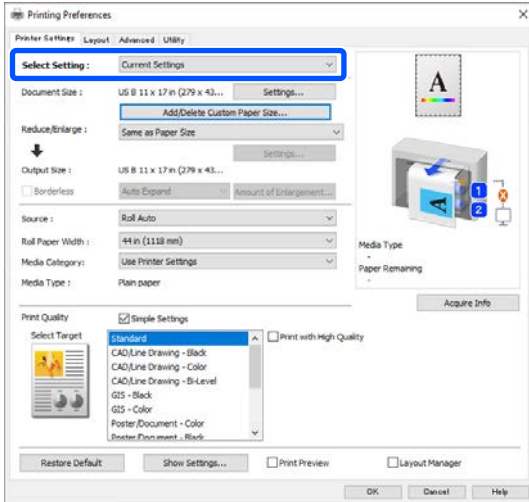 Printing Preferences
Printer Settings Layout Advanced Utility
Select Setting : Current Settings
Document Size : US B 11 x 17 in (279 x 43... Settings...
Add/Delete Custom Paper Size...
Reduce/Enlarge : Same as Paper Size
Settings...
Output Size : US B 11 x 17 in (279 x 43...
Borderless Auto Expand Amount of Enlargement...
Source : Roll Auto
Roll Paper Width : 44 in (1118 mm)
Media Category: Use Printer Settings
Media Type : Plain paper
A
A
1
2
Media Type
-
Paper Remaining
-
Acquire Info
Print Quality Simple Settings
Select Target
Standard
CAD/Line Drawing - Black
CAD/Line Drawing - Color
CAD/Line Drawing - Bi-Level
GIS - Black
GIS - Color
Poster/Document - Color
Poster/Document - Black
Print with High Quality
Restore Default Show Settings... Print Preview Layout Manager
OK Cancel Help